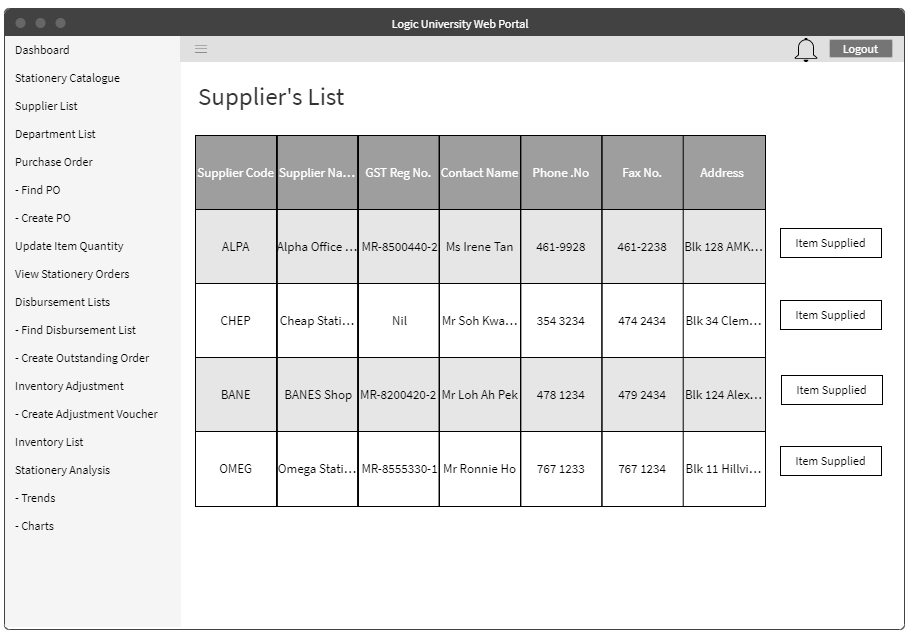 Logic University Web Portal
Dashboard
Stationery Catalogue
Supplier List
Department List
Purchase Order
- Find PO
- Create PO
Update Item Quantity
View Stationery Orders
Disbursement Lists
- Find Disbursement List
- Create Outstanding Order
Inventory Adjustment
- Create Adjustment Voucher
Inventory List
Stationery Analysis
- Trends
- Charts
Logout
Supplier's List
Supplier Code Supplier Na... GST Reg No. Contact Name Phone .No Fax No. Address
ALPA Alpha Office ... MR-8500440-2 Ms Irene Tan 461-9928 461-2238 Blk 128 AMK... Item Supplied
CHEP Cheap Stati... Nil Mr Soh Kwa... 354 3234 474 2434 Blk 34 Clem... Item Supplied
BANE BANES Shop MR-8200420-2 Mr Loh Ah Pek 478 1234 479 2434 Blk 124 Alex... Item Supplied
OMEG Omega Stati... MR-8555330-1 Mr Ronnie Ho 767 1233 767 1234 Blk 11 Hillvi... Item Supplied